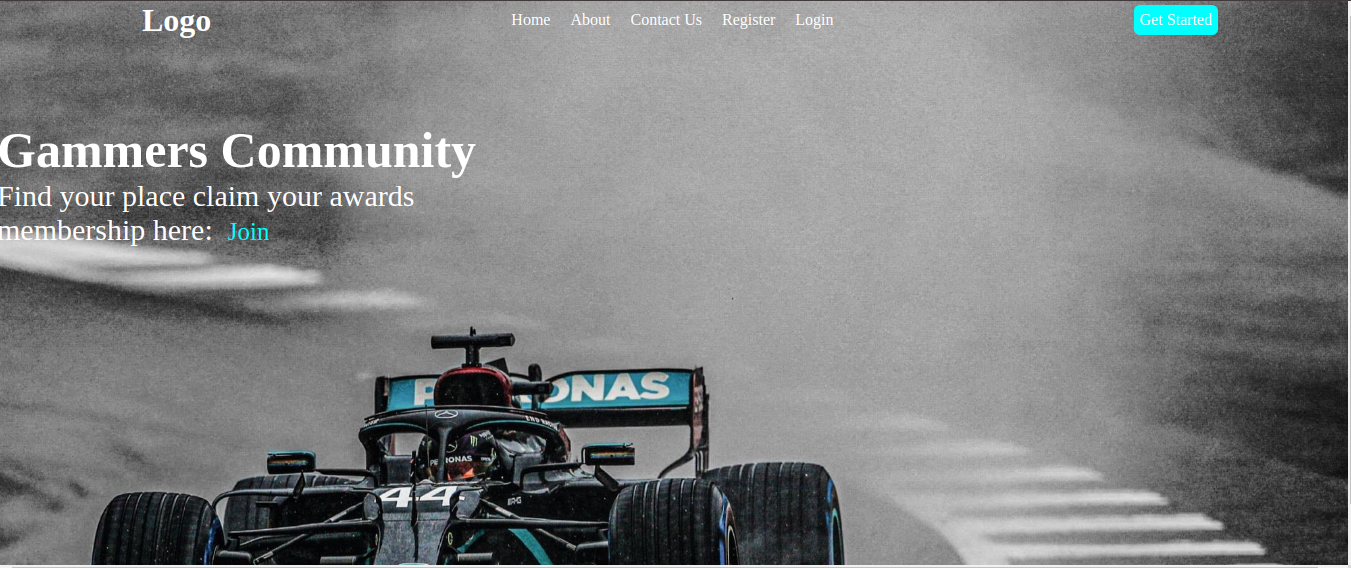 Logo
Home About Contact Us Register Login
Get Started
Gammers Community
Find your place claim your awards
membership here: Join
PETRONAS
PETRONAS
44